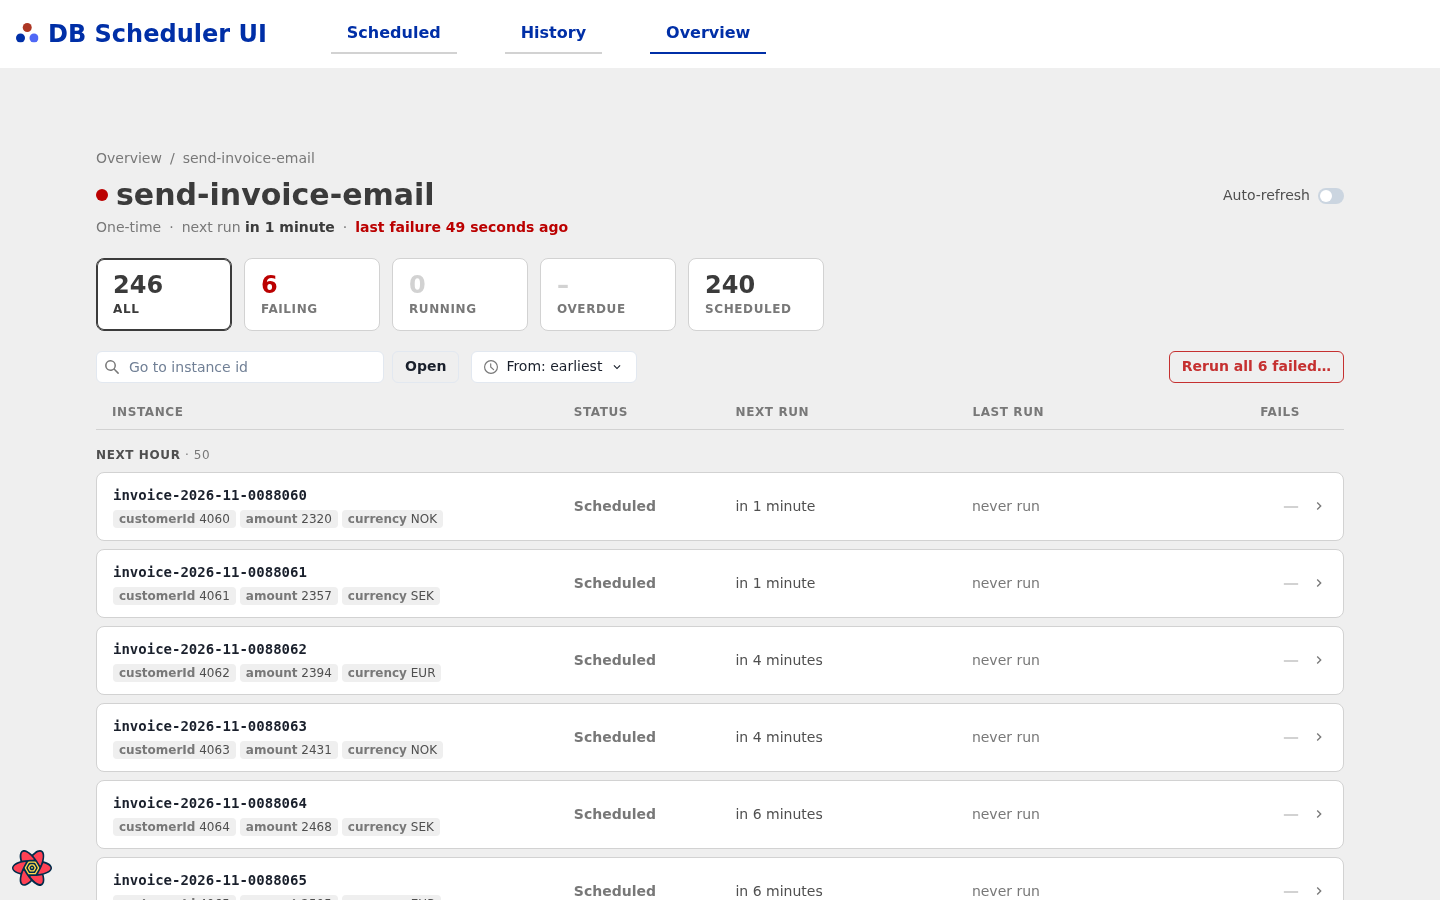 DB Scheduler UI Scheduled History Overview
Overview / send-invoice-email
send-invoice-email Auto-refresh
One-time · next run in 1 minute · last failure 49 seconds ago
246 6 0 – 240
ALL FAILING RUNNING OVERDUE SCHEDULED
Go to instance id Open From: earliest Rerun all 6 failed…
INSTANCE STATUS NEXT RUN LAST RUN FAILS
NEXT HOUR · 50
invoice-2026-11-0088060
Scheduled in 1 minute never run —
customerId 4060 amount 2320 currency NOK
invoice-2026-11-0088061
Scheduled in 1 minute never run —
customerId 4061 amount 2357 currency SEK
invoice-2026-11-0088062
Scheduled in 4 minutes never run —
customerId 4062 amount 2394 currency EUR
invoice-2026-11-0088063
Scheduled in 4 minutes never run —
customerId 4063 amount 2431 currency NOK
invoice-2026-11-0088064
Scheduled in 6 minutes never run —
customerId 4064 amount 2468 currency SEK
invoice-2026-11-0088065
Scheduled in 6 minutes never run —